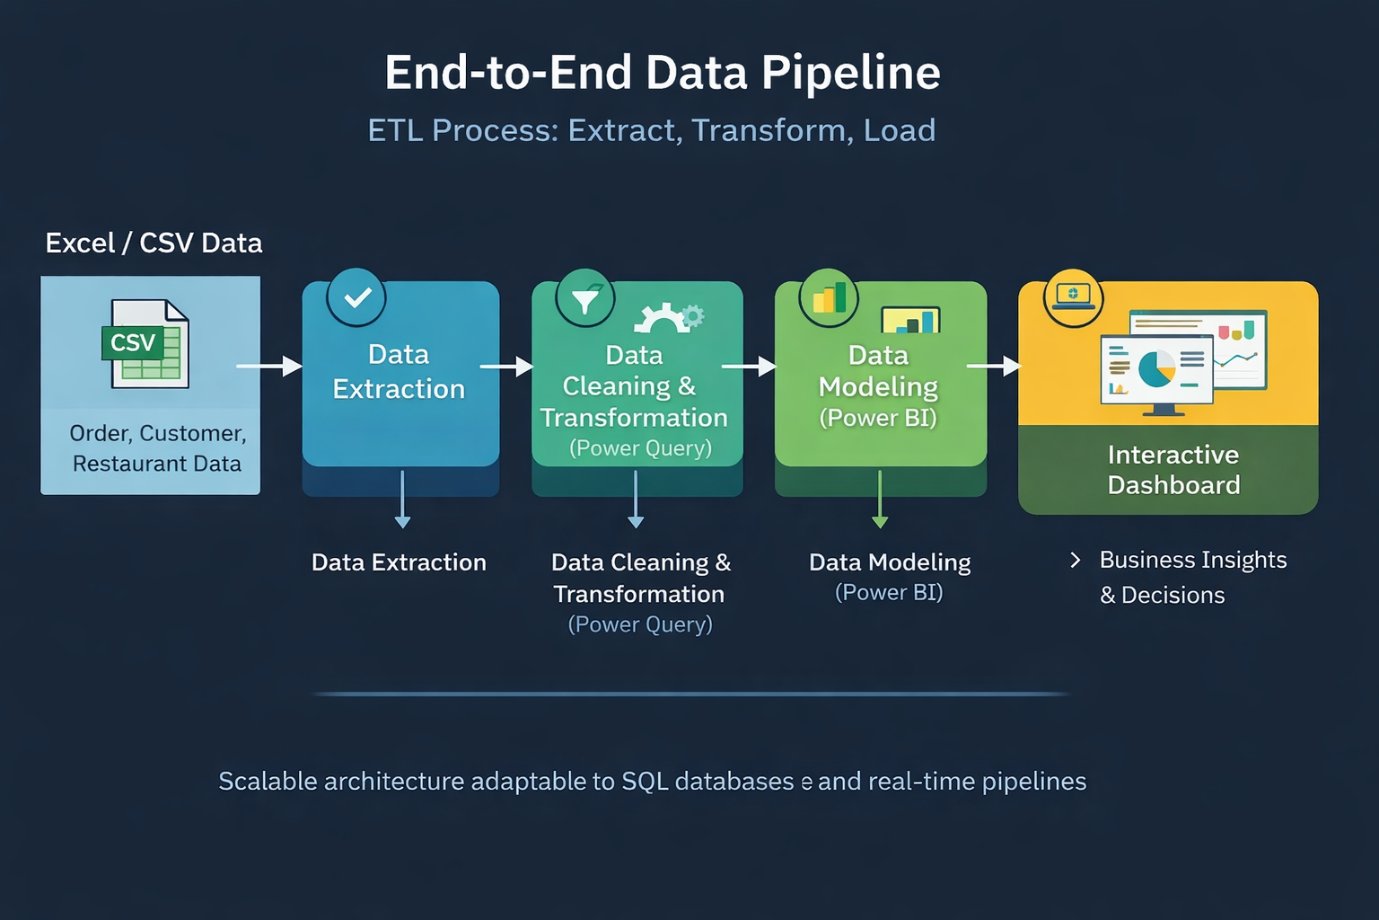 End-to-End Data Pipeline
ETL Process: Extract, Transform, Load
Excel / CSV Data
CSV
Order, Customer,
Restaurant Data
Data
Extraction
Data
Cleaning &
Transformation
(Power Query)
Data
Modeling
(Power BI)
Interactive
Dashboard
Data Extraction
Data Cleaning &
Transformation
(Power Query)
Data Modeling
(Power BI)
Business Insights
& Decisions
Scalable architecture adaptable to SQL databases e and real-time pipelines